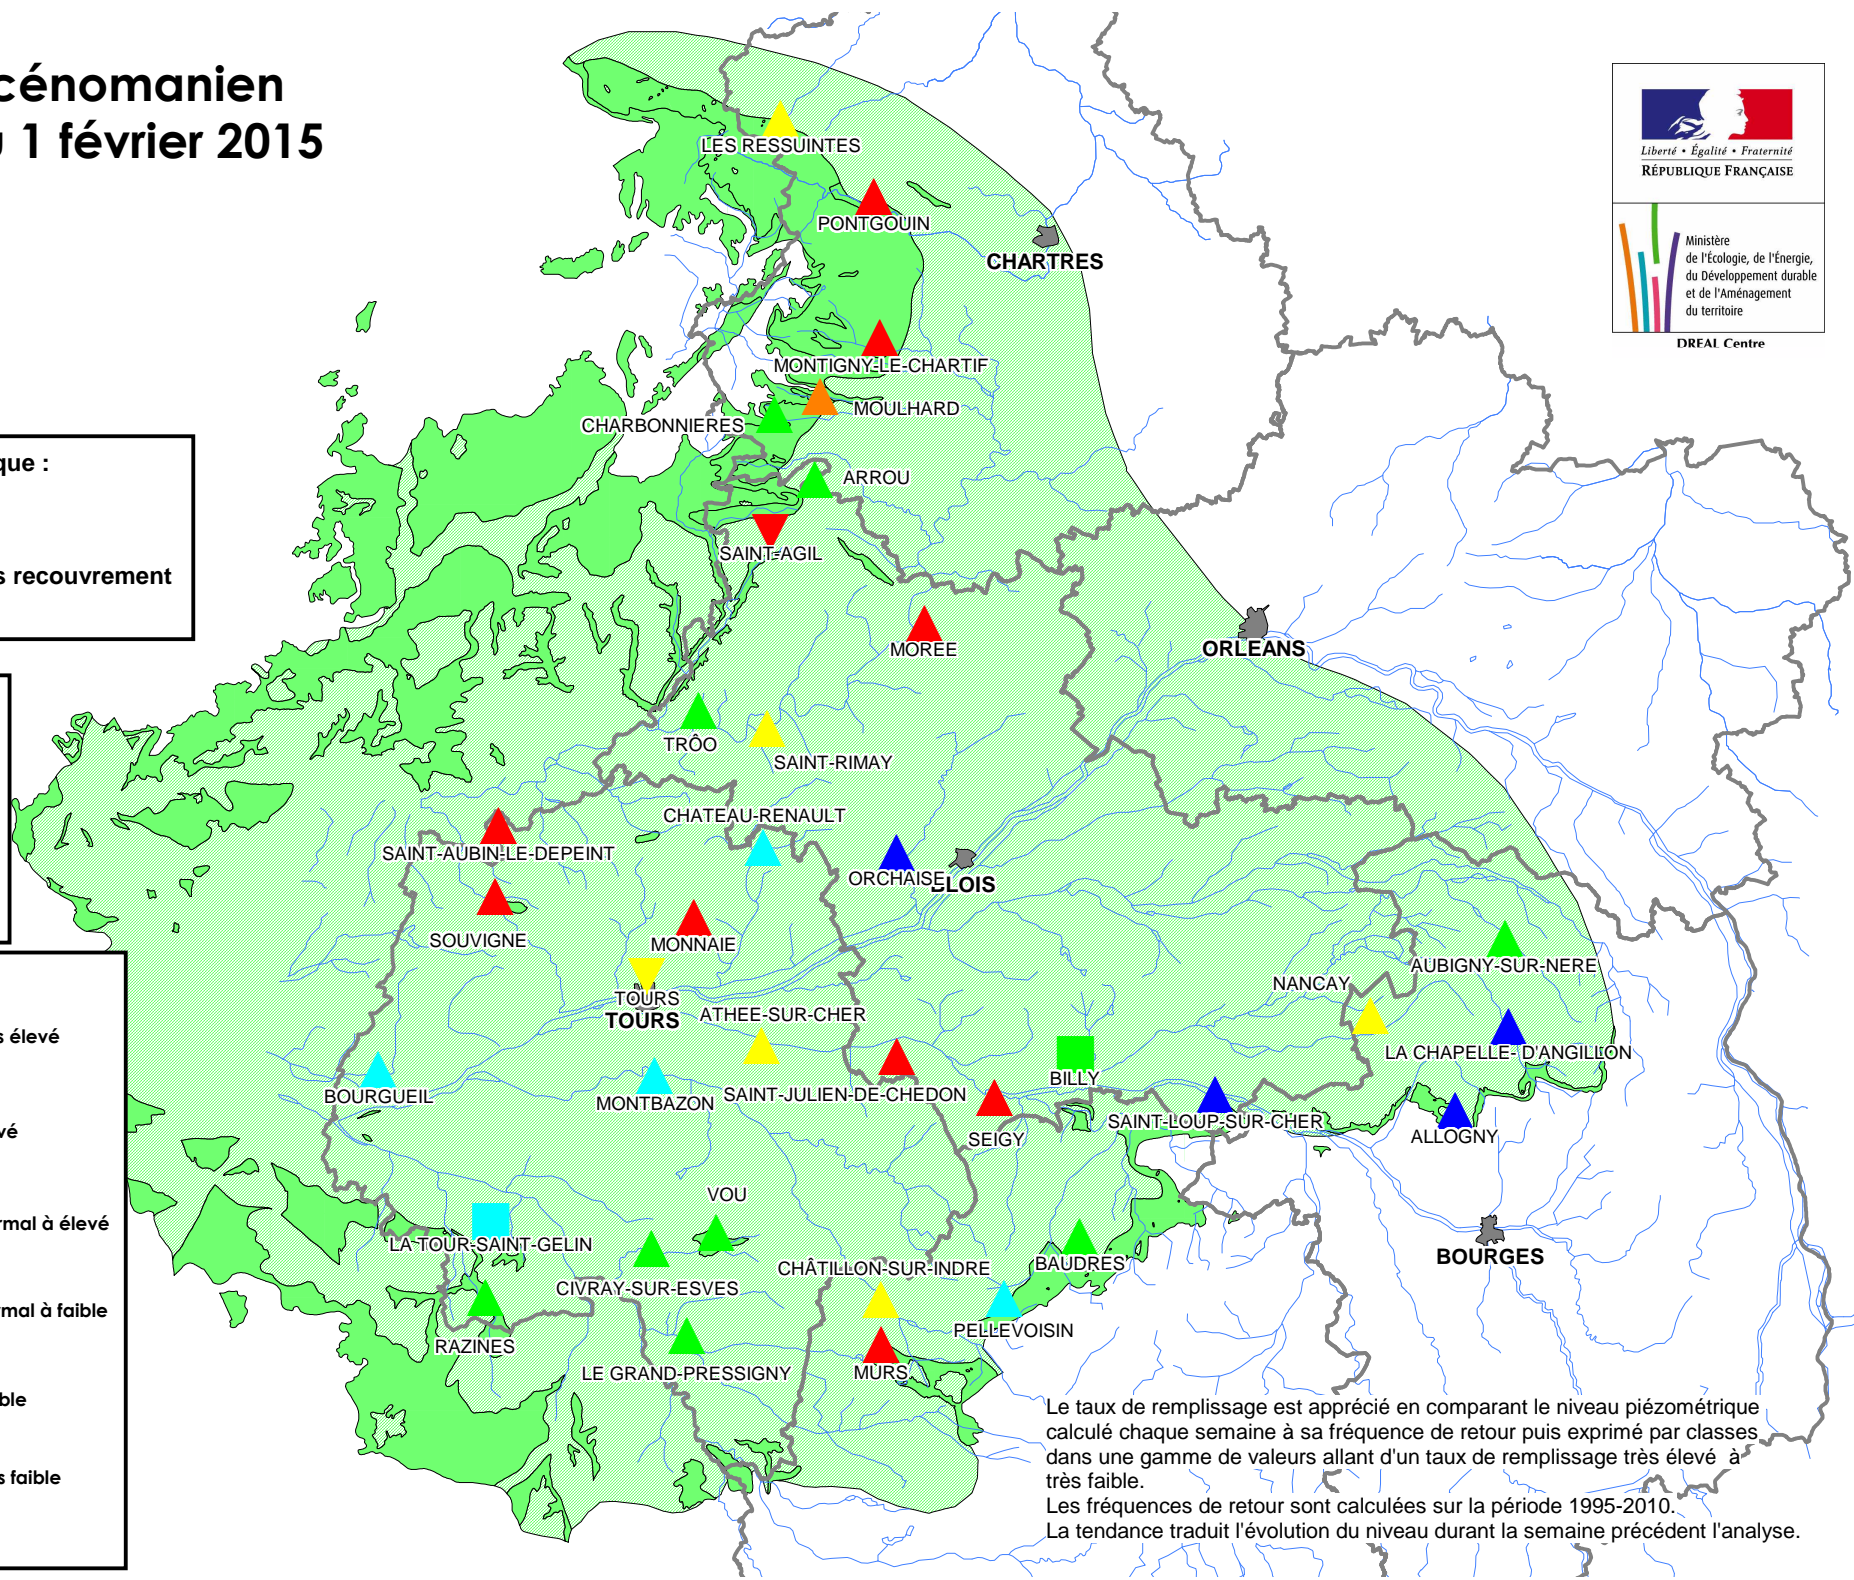 cénomanien
1 février 2015
Liberté • Égalité • Fraternité
RÉPUBLIQUE FRANÇAISE
Ministère
de l'Écologie, de l'Énergie,
du Développement durable
et de l'Aménagement
du territoire
DREAL Centre
que :
s recouvrement
s élevé
vé
rmal à élevé
rmal à faible
ble
s faible
LES RESSUINTES
PONTGOUIN
CHARTRES
MONTIGNY-LE-CHARTIF
MOULHARD
CHARBONNIERES
ARROU
SAINT-AGIL
MOREE
ORLEANS
TRÔO
SAINT-RIMAY
CHATEAU-RENAULT
SAINT-AUBIN-LE-DEPEINT
ORCHAISE
BLOIS
SOUVIGNE
MONNAIE
AUBIGNY-SUR-NERE
NANCAY
TOURS
TOURS
ATHEE-SUR-CHER
LA CHAPELLE- D'ANGILLON
BILLY
BOURGUEIL
MONTBAZON
SAINT-JULIEN-DE-CHEDON
SEIGY
SAINT-LOUP-SUR-CHER
ALLOGNY
VOU
LA TOUR-SAINT-GELIN
BOURGES
CIVRAY-SUR-ESVES
CHÂTILLON-SUR-INDRE
BAUDRES
RAZINES
PELLEVOISIN
LE GRAND-PRESSIGNY
MURS
Le taux de remplissage est apprécié en comparant le niveau piézométrique
calculé chaque semaine à sa fréquence de retour puis exprimé par classes
dans une gamme de valeurs allant d'un taux de remplissage très élevé à
très faible.
Les fréquences de retour sont calculées sur la période 1995-2010.
La tendance traduit l'évolution du niveau durant la semaine précédent l'analyse.